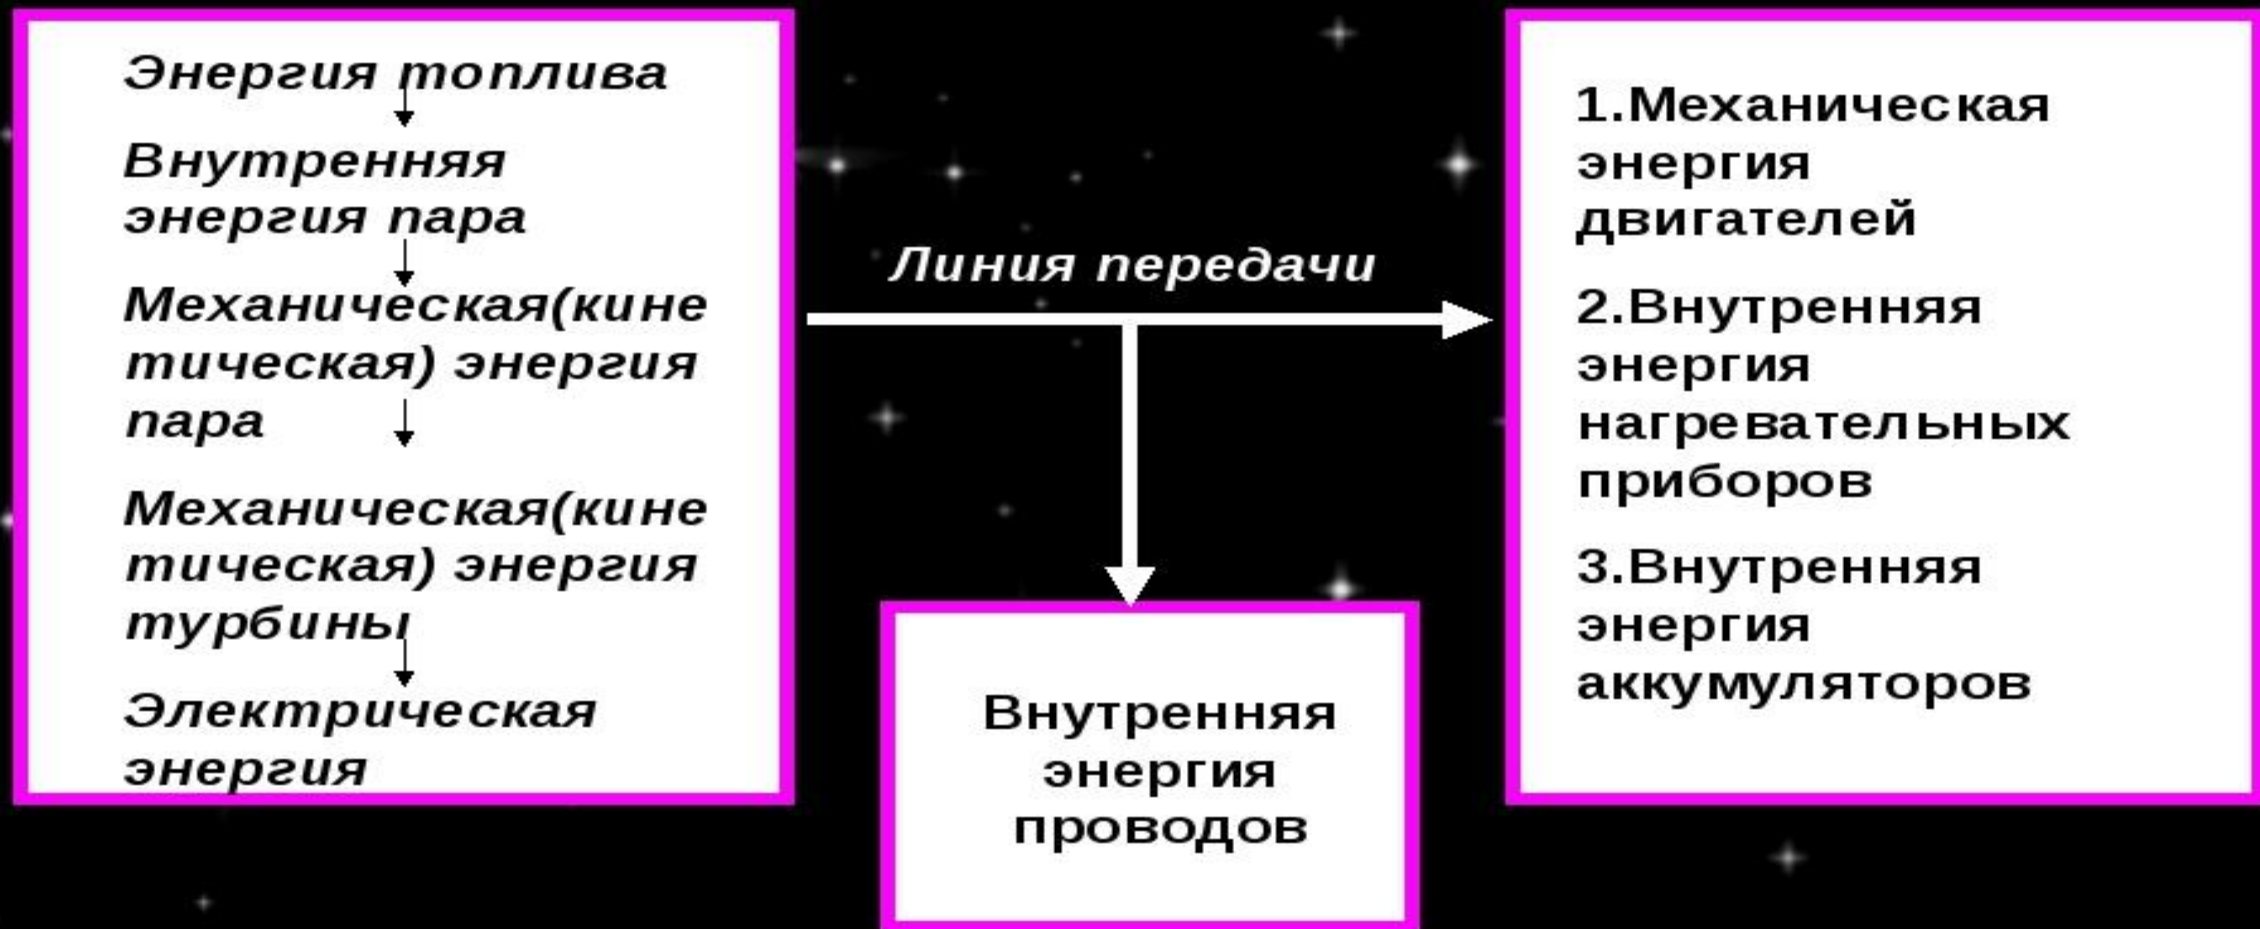 Энергия топлива
Внутренняя
энергия пара
Механическая(кине
тическая) энергия
пара
Механическая(кине
тическая) энергия
турбины
Электрическая
энергия
Линия передачи
Внутренняя
энергия
проводов
1.Механическая
энергия
двигателей
2.Внутренняя
энергия
нагревательных
приборов
3.Внутренняя
энергия
аккумуляторов